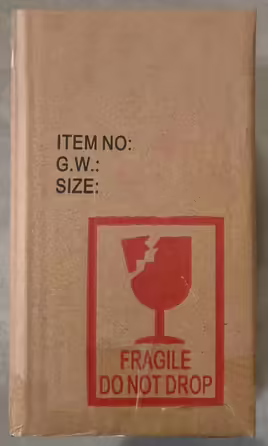 ITEM NO:
G.W.:
SIZE:
FRAGILE
DO NOT DROP